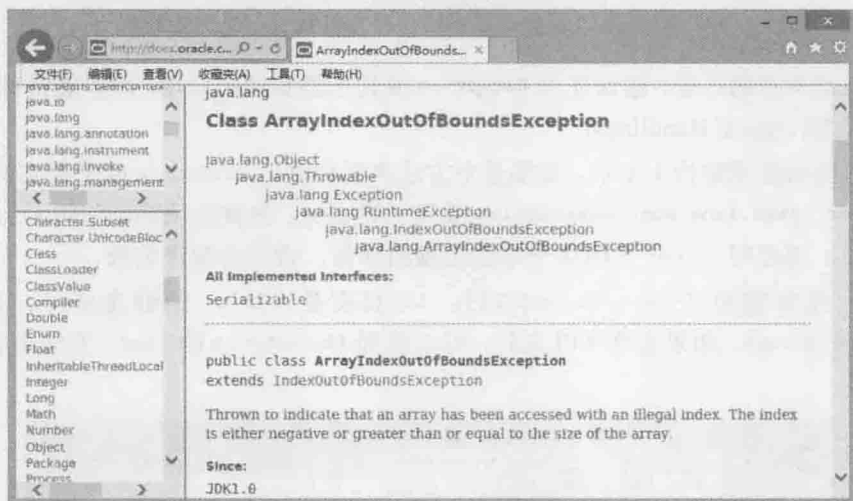 http://docs.oracle.c...
ArrayIndexOutOfBounds...
文件(F) 编辑(E) 查看(V) 收藏夹(A) 工具(T) 帮助(H)
java.beans.beancontex
java.io
java.lang
java.lang.annotation
java.lang.instrument
java.lang.invoke
java.lang.management
Character.Subset
Character.UnicodeBloc
Class
ClassLoader
ClassValue
Compiler
Double
Enum
Float
InheritableThreadLocal
Integer
Long
Math
Number
Object
Package
Process
java.lang
Class ArrayIndexOutOfBoundsException
java.lang.Object
java.lang.Throwable
java.lang.Exception
java.lang.RuntimeException
java.lang.IndexOutOfBoundsException
java.lang.ArrayIndexOutOfBoundsException
All Implemented Interfaces:
Serializable
public class ArrayIndexOutOfBoundsException
extends IndexOutOfBoundsException
Thrown to indicate that an array has been accessed with an illegal index. The index
is either negative or greater than or equal to the size of the array.
Since:
JDK1.0